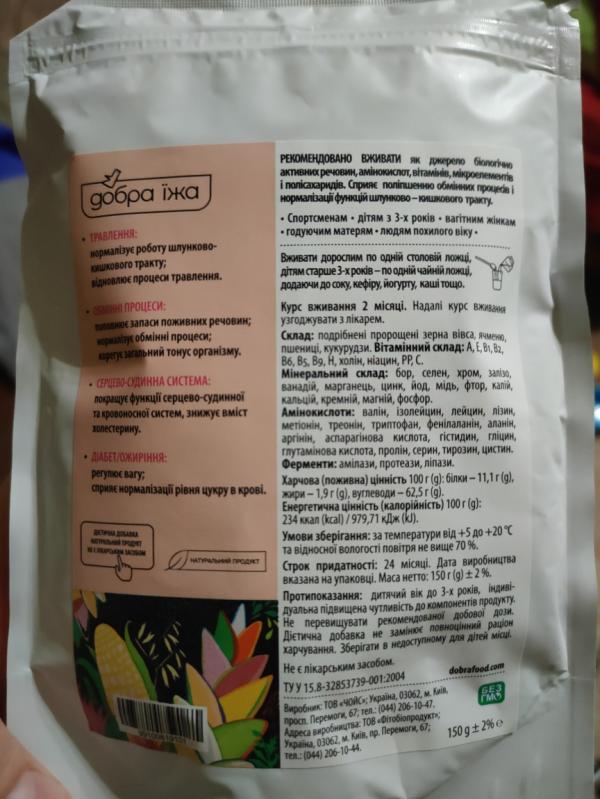 добра їжа
• ТРАВЛЕННЯ:
нормалізує роботу шлунково-
кишкового тракту;
відновлює процеси травлення.
• ОБМІННІ ПРОЦЕСИ:
поповнює запаси поживних речовин;
нормалізує обмінні процеси;
корегує загальний тонус організму.
• СЕРЦЕВО-СУДИННА СИСТЕМА:
покращує функції серцево-судинної
та кровоносної систем, знижує вміст
холестерину.
• ДІАБЕТ/ОЖИРІННЯ:
регулює вагу;
сприяє нормалізації рівня цукру в крові.
ДІЄТИЧНА ДОБАВКА
НАТУРАЛЬНИЙ ПРОДУКТ
НЕ Є ЛІКАРСЬКИМ ЗАСОБОМ
НАТУРАЛЬНИЙ ПРОДУКТ
РЕКОМЕНДОВАНО ВЖИВАТИ як джерело біологічно
активних речовин, амінокислот, вітамінів, мікроелементів
і полісахаридів. Сприяє поліпшенню обмінних процесів і
нормалізації функцій шлунково – кишкового тракту.
• Спортсменам • дітям з 3-х років • вагітним жінкам
• годуючим матерям • людям похилого віку •
Вживати дорослим по одній столовій ложці,
дітям старше 3-х років – по одній чайній ложці,
додаючи до соку, кефіру, йогурту, каші тощо.
Курс вживання 2 місяці. Надалі курс вживання
узгоджувати з лікарем.
Склад: подрібнені пророщені зерна вівса, ячменю,
пшениці, кукурудзи. Вітамінний склад: А, Е, В1, В2,
В6, В5, В9, Н, холін, ніацин, РР, С.
Мінеральний склад: бор, селен, хром, залізо,
ванадій, марганець, цинк, йод, мідь, фтор, калій,
кальцій, кремній, магній, фосфор.
Амінокислоти: валін, ізолейцин, лейцин, лізин,
метіонін, треонін, триптофан, фенілаланін, аланін,
аргінін, аспарагінова кислота, гістидин, гліцин,
глутамінова кислота, пролін, серин, тирозин, цистин.
Ферменти: амілази, протеази, ліпази.
Харчова (поживна) цінність 100 г (g): білки – 11,1 г (g),
жири – 1,9 г (g), вуглеводи – 62,5 г (g).
Енергетична цінність (калорійність) 100 г (g):
234 ккал (kcal) / 979,71 кДж (kJ).
Умови зберігання: за температури від +5 до +20 °С
та відносної вологості повітря не вище 70 %.
Строк придатності: 24 місяці. Дата виробництва
вказана на упаковці. Маса нетто: 150 г (g) ± 2 %.
Протипоказання: дитячий вік до 3-х років, індиві-
дуальна підвищена чутливість до компонентів продукту.
Не перевищувати рекомендованої добової дози.
Дієтична добавка не замінює повноцінний раціон
харчування. Зберігати в недоступному для дітей місці.
Не є лікарським засобом.
dobrafood.com
ТУ У 15.8-32853739-001:2004
Виробник: ТОВ «ЧОЙС»; Україна, 03062, м. Київ,
просп. Перемоги, 67; тел.: (044) 206-10-47.
Адреса виробництва: ТОВ «Фітобіопродукт»;
Україна, 03062, м. Київ, пр. Перемоги, 67;
тел.: (044) 206-10-44.
БЕЗ
ГМО
150 g ± 2% ℮